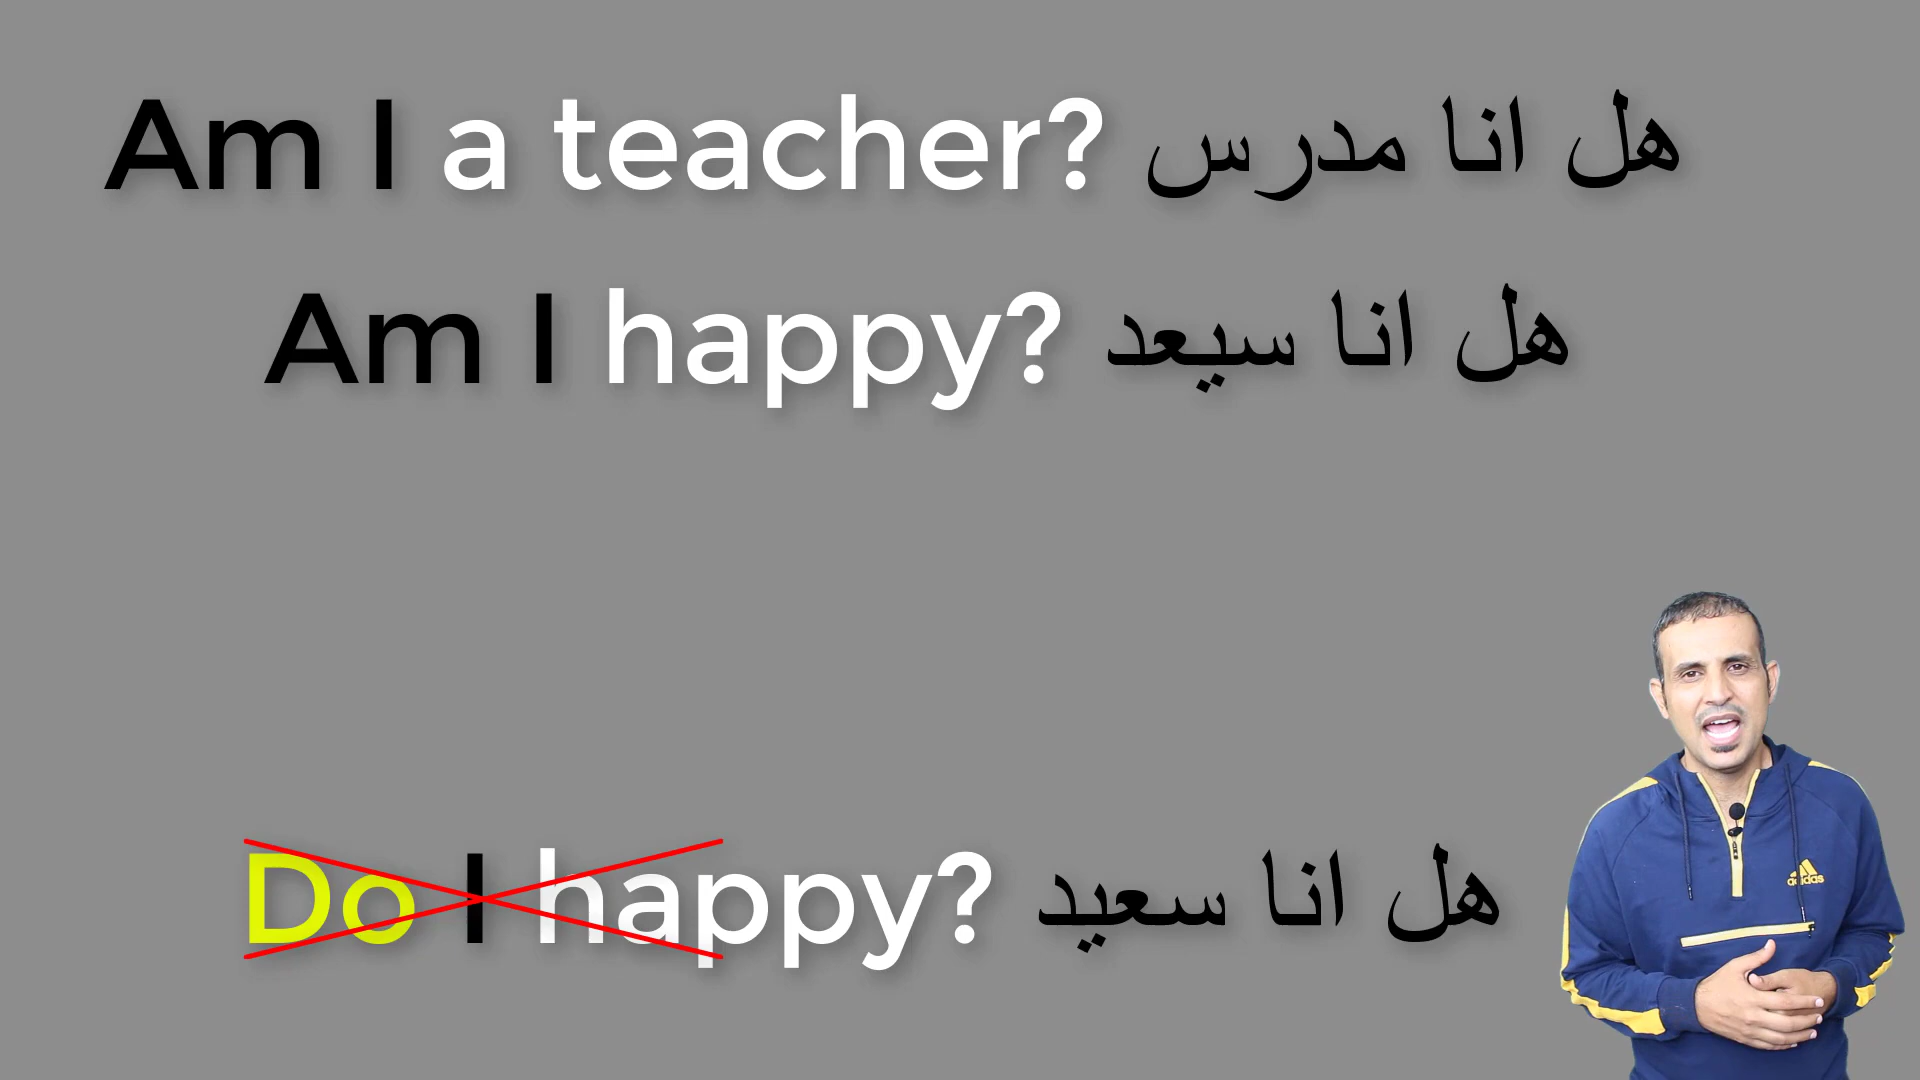 Am I a teacher? هل انا مدرس
Am I happy? هل انا سيعد
Do I happy? هل انا سعيد
adidas